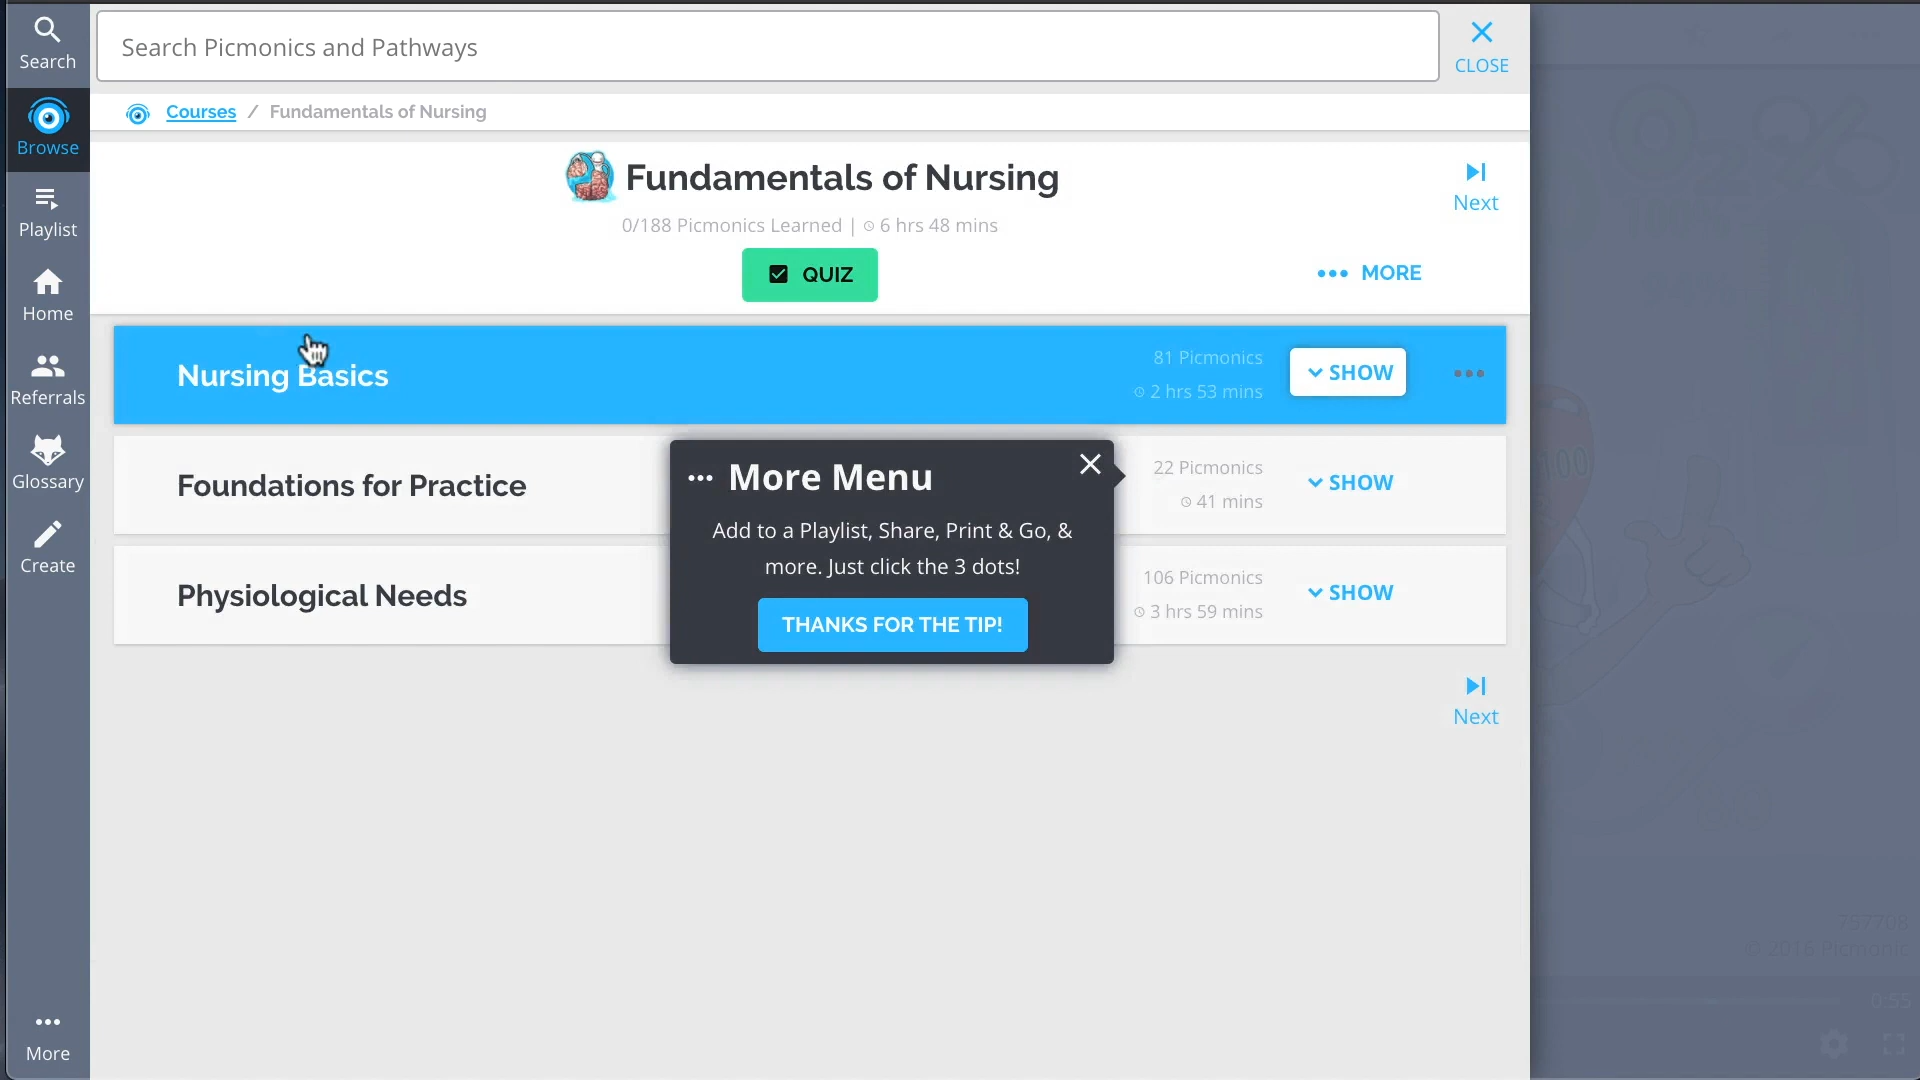 Search
Search Picmonics and Pathways
CLOSE
Browse
Courses / Fundamentals of Nursing
Fundamentals of Nursing
0/188 Picmonics Learned | 6 hrs 48 mins
Next
QUIZ
MORE
Playlist
Home
Referrals
Glossary
Create
More
Nursing Basics
81 Picmonics
2 hrs 53 mins
SHOW
Foundations for Practice
22 Picmonics
41 mins
SHOW
Physiological Needs
106 Picmonics
3 hrs 59 mins
SHOW
More Menu
Add to a Playlist, Share, Print & Go, &
more. Just click the 3 dots!
THANKS FOR THE TIP!
Next
© 2016 Picmonic
0:55